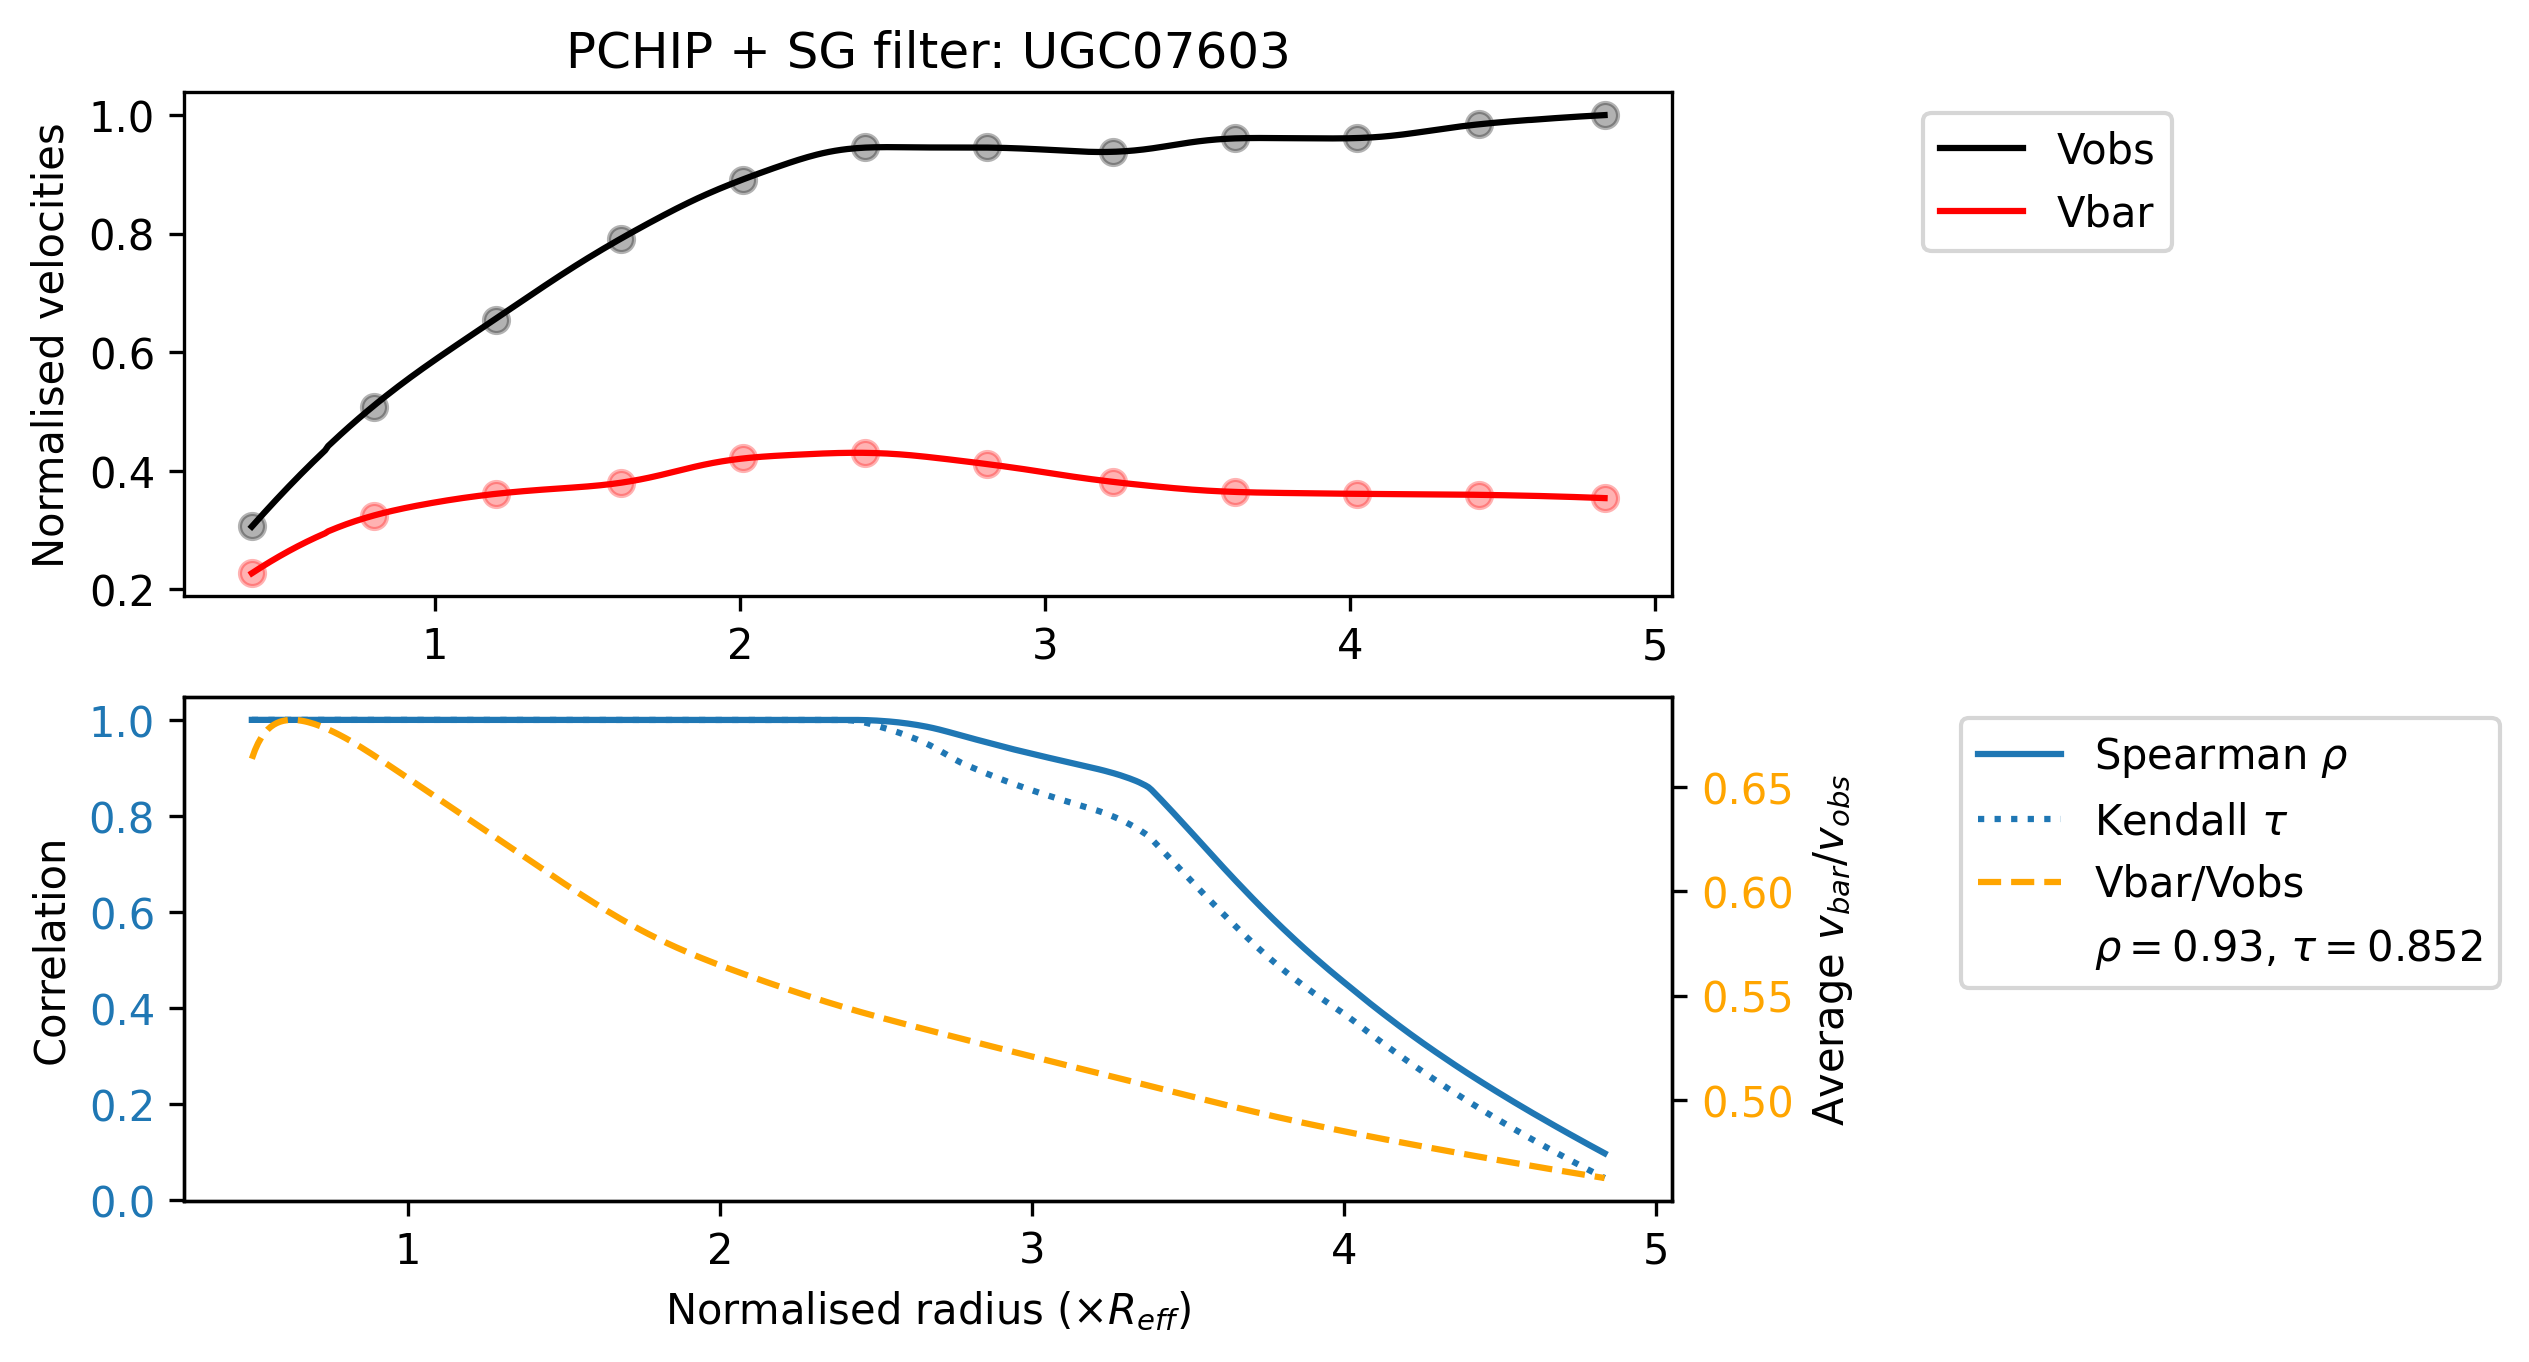 PCHIP + SG filter: UGC07603
Normalised velocities
1.0
0.8
0.6
0.4
0.2
1 2 3 4 5
Vobs
Vbar
Correlation
1.0
0.8
0.6
0.4
0.2
0.0
1 2 3 4 5
Normalised radius (×R_eff)
0.65
0.60
0.55
0.50
Average v_bar/v_obs
Spearman ρ
Kendall τ
Vbar/Vobs
ρ = 0.93, τ = 0.852